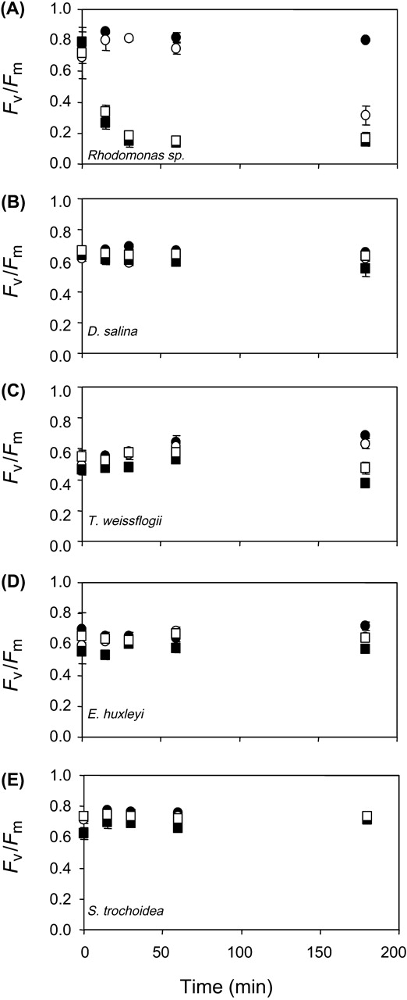 (A)
1.0
0.8
0.6
0.4
0.2
0.0
Fv/Fm
Rhodomonas sp.
(B)
1.0
0.8
0.6
0.4
0.2
0.0
Fv/Fm
D. salina
(C)
1.0
0.8
0.6
0.4
0.2
0.0
Fv/Fm
T. weissflogii
(D)
1.0
0.8
0.6
0.4
0.2
0.0
Fv/Fm
E. huxleyi
(E)
1.0
0.8
0.6
0.4
0.2
0.0
Fv/Fm
S. trochoidea
0 50 100 150 200
Time (min)